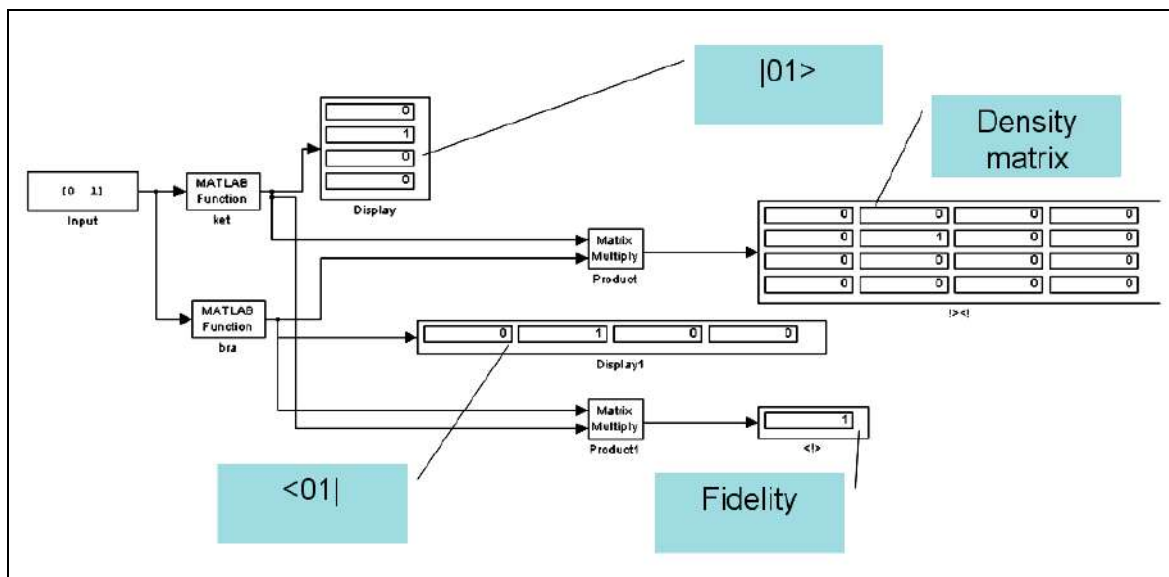 |01>
0
1
0
0
Display
Density
matrix
[0 1]
Input
MATLAB
Function
ket
Matrix
Multiply
Product
0 0 0 0
0 1 0 0
0 0 0 0
0 0 0 0
!><!
MATLAB
Function
bra
0 1 0 0
Display1
Matrix
Multiply
Product1
1
<!>
<01|
Fidelity